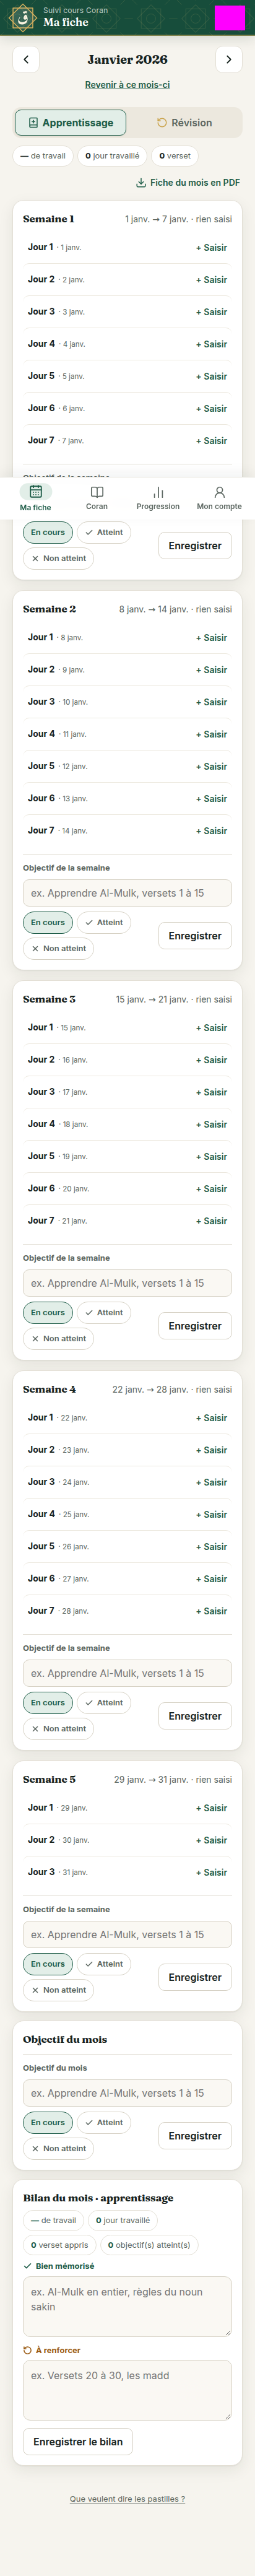 Suivi cours Coran
Ma fiche
Janvier 2026
Revenir à ce mois-ci
Apprentissage
Révision
— de travail
0 jour travaillé
0 verset
Fiche du mois en PDF
Semaine 1
1 janv. → 7 janv. · rien saisi
Jour 1 · 1 janv.
+ Saisir
Jour 2 · 2 janv.
+ Saisir
Jour 3 · 3 janv.
+ Saisir
Jour 4 · 4 janv.
+ Saisir
Jour 5 · 5 janv.
+ Saisir
Jour 6 · 6 janv.
+ Saisir
Jour 7 · 7 janv.
+ Saisir
Ma fiche
Coran
Progression
Mon compte
En cours
Atteint
Non atteint
Enregistrer
Semaine 2
8 janv. → 14 janv. · rien saisi
Jour 1 · 8 janv.
+ Saisir
Jour 2 · 9 janv.
+ Saisir
Jour 3 · 10 janv.
+ Saisir
Jour 4 · 11 janv.
+ Saisir
Jour 5 · 12 janv.
+ Saisir
Jour 6 · 13 janv.
+ Saisir
Jour 7 · 14 janv.
+ Saisir
Objectif de la semaine
ex. Apprendre Al-Mulk, versets 1 à 15
En cours
Atteint
Non atteint
Enregistrer
Semaine 3
15 janv. → 21 janv. · rien saisi
Jour 1 · 15 janv.
+ Saisir
Jour 2 · 16 janv.
+ Saisir
Jour 3 · 17 janv.
+ Saisir
Jour 4 · 18 janv.
+ Saisir
Jour 5 · 19 janv.
+ Saisir
Jour 6 · 20 janv.
+ Saisir
Jour 7 · 21 janv.
+ Saisir
Objectif de la semaine
ex. Apprendre Al-Mulk, versets 1 à 15
En cours
Atteint
Non atteint
Enregistrer
Semaine 4
22 janv. → 28 janv. · rien saisi
Jour 1 · 22 janv.
+ Saisir
Jour 2 · 23 janv.
+ Saisir
Jour 3 · 24 janv.
+ Saisir
Jour 4 · 25 janv.
+ Saisir
Jour 5 · 26 janv.
+ Saisir
Jour 6 · 27 janv.
+ Saisir
Jour 7 · 28 janv.
+ Saisir
Objectif de la semaine
ex. Apprendre Al-Mulk, versets 1 à 15
En cours
Atteint
Non atteint
Enregistrer
Semaine 5
29 janv. → 31 janv. · rien saisi
Jour 1 · 29 janv.
+ Saisir
Jour 2 · 30 janv.
+ Saisir
Jour 3 · 31 janv.
+ Saisir
Objectif de la semaine
ex. Apprendre Al-Mulk, versets 1 à 15
En cours
Atteint
Non atteint
Enregistrer
Objectif du mois
Objectif du mois
ex. Apprendre Al-Mulk, versets 1 à 15
En cours
Atteint
Non atteint
Enregistrer
Bilan du mois · apprentissage
— de travail
0 jour travaillé
0 verset appris
0 objectif(s) atteint(s)
Bien mémorisé
ex. Al-Mulk en entier, règles du noun
sakin
À renforcer
ex. Versets 20 à 30, les madd
Enregistrer le bilan
Que veulent dire les pastilles ?